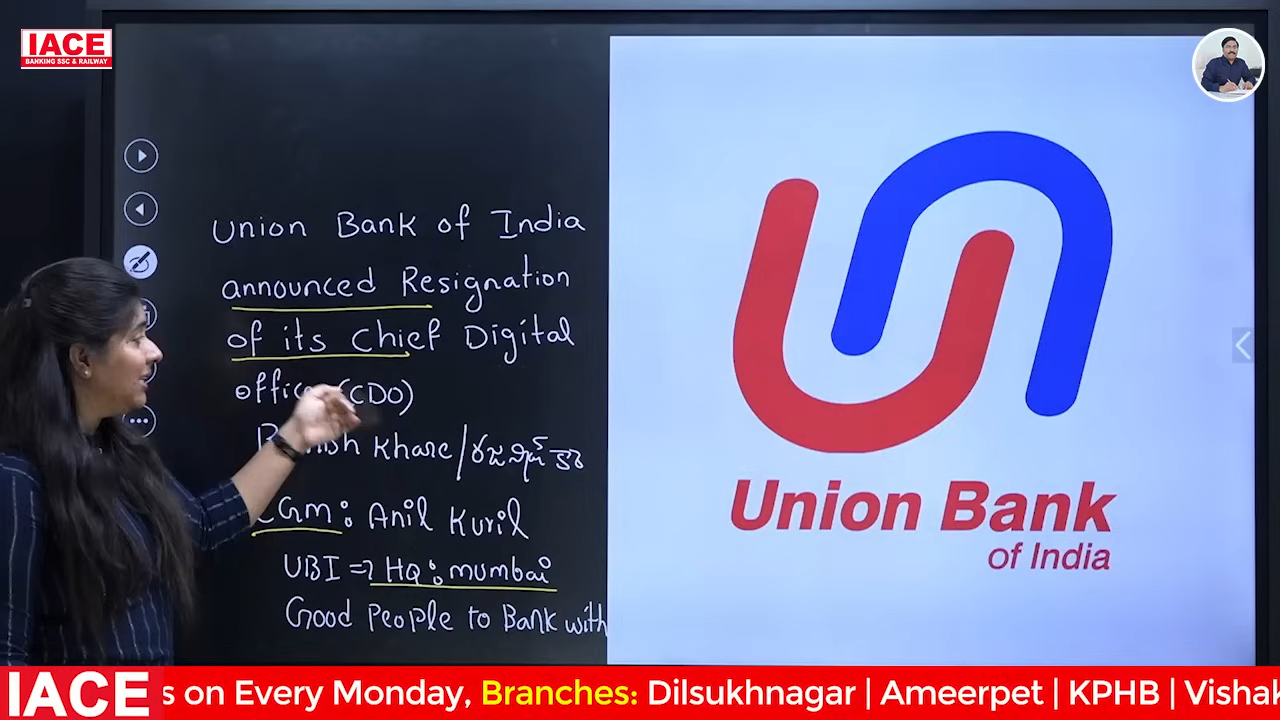 IACE
BANKING SSC & RAILWAY
Union Bank of India
announced Resignation
of its Chief Digital
(CDO)
Khare/రజనీష్ ఖరే
CGM: Anil Kuril
UBI => HQ: mumbai
Good People to Bank with
Union Bank
of India
IACE
s on Every Monday, Branches: Dilsukhnagar | Ameerpet | KPHB | Vishak